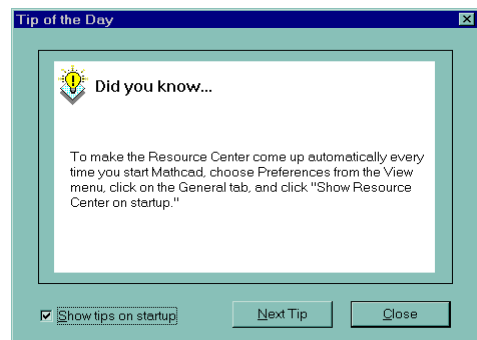 Tip of the Day
Did you know...
To make the Resource Center come up automatically every
time you start Mathcad, choose Preferences from the View
menu, click on the General tab, and click "Show Resource
Center on startup."
Show tips on startup
Next Tip
Close